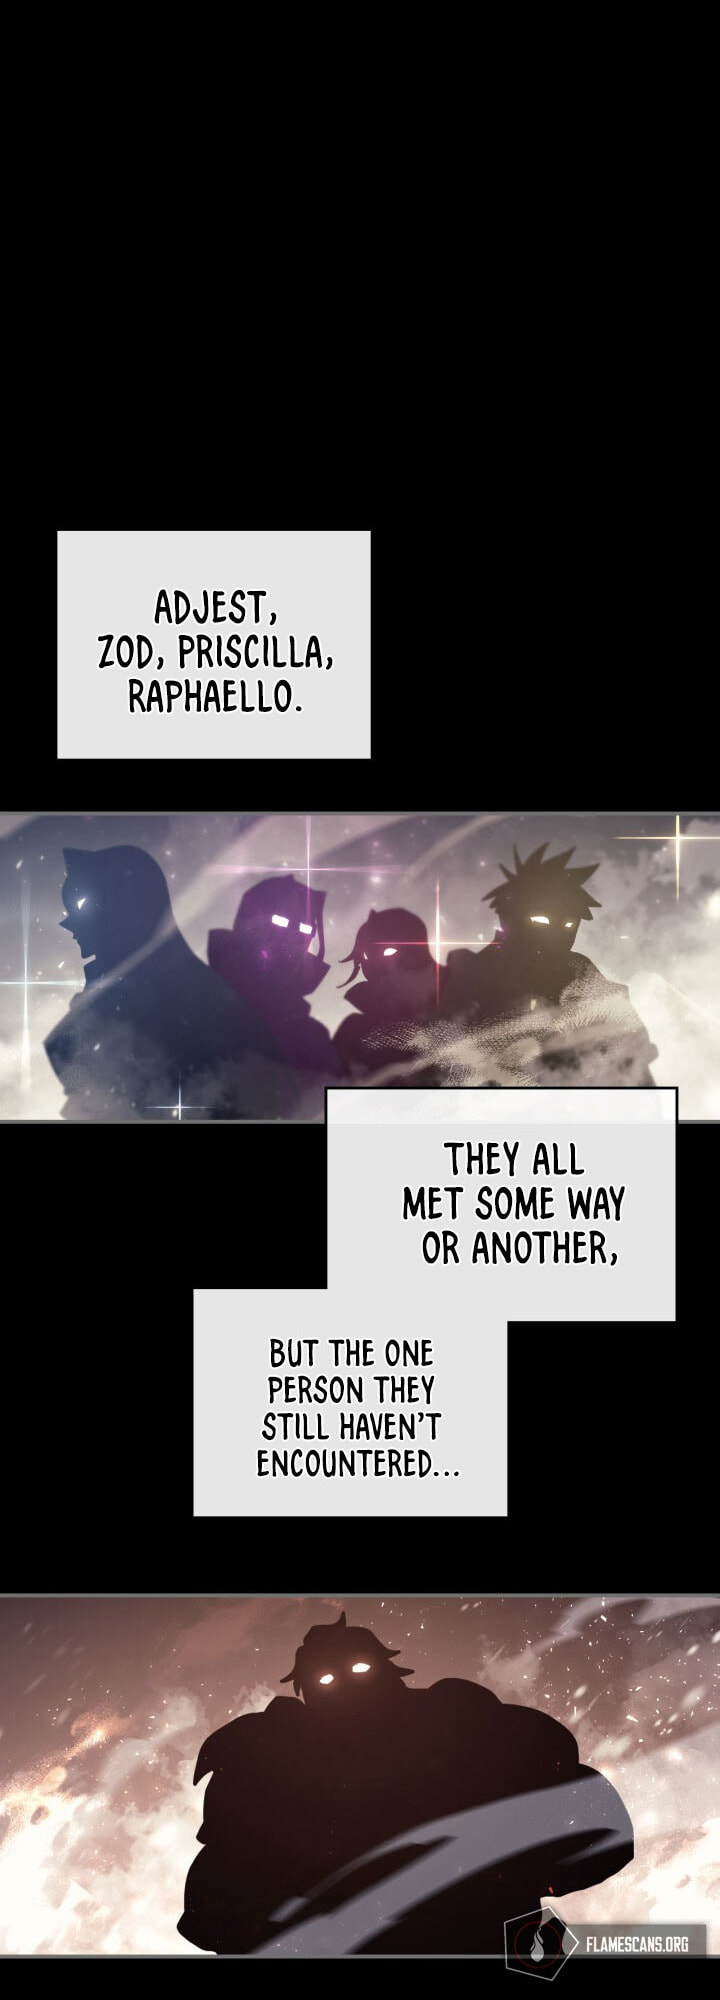 ADJEST,
ZOD, PRISCILLA,
RAPHAELLO.
THEY ALL
MET SOME WAY
OR ANOTHER,
BUT THE ONE
PERSON THEY
STILL HAVEN'T
ENCOUNTERED...
FLAMESCANS.ORG